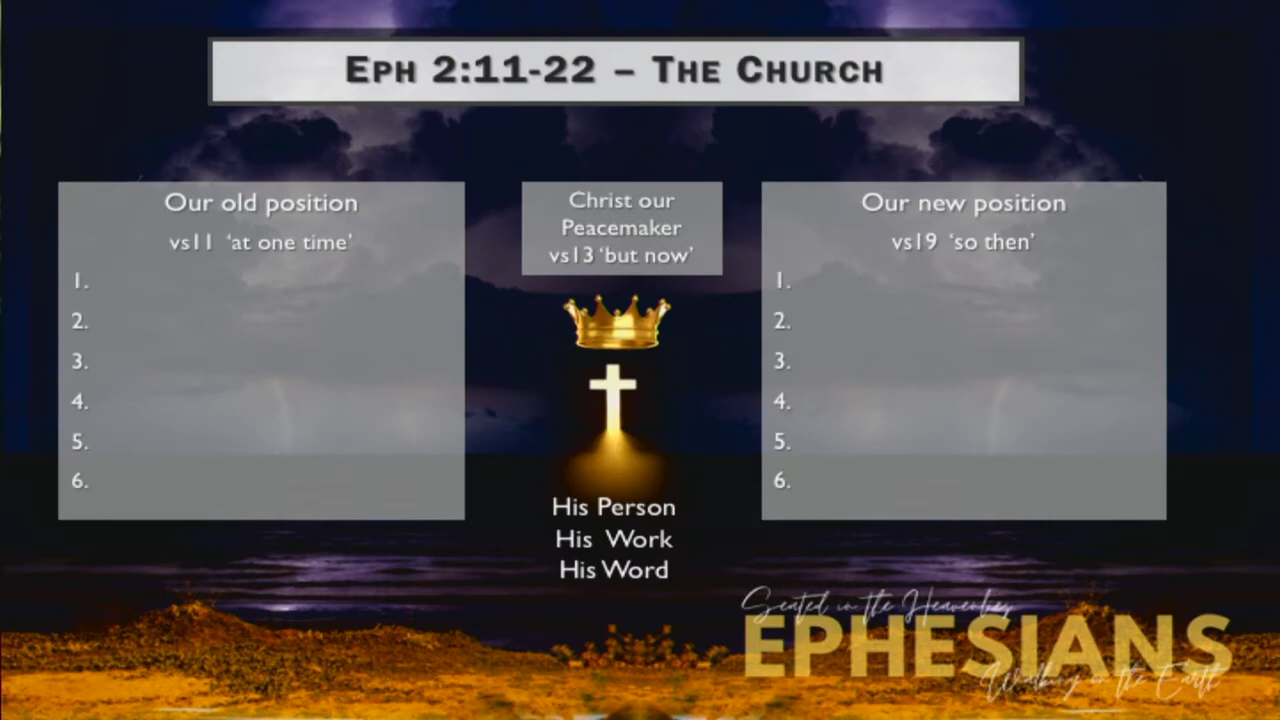 EPH 2:11-22 – THE CHURCH
Our old position
vs11 ‘at one time’
1.
2.
3.
4.
5.
6.
Christ our
Peacemaker
vs13 ‘but now’
His Person
His Work
His Word
Our new position
vs19 ‘so then’
1.
2.
3.
4.
5.
6.
Seated in the Heavenlies
EPHESIANS
Walking on the Earth